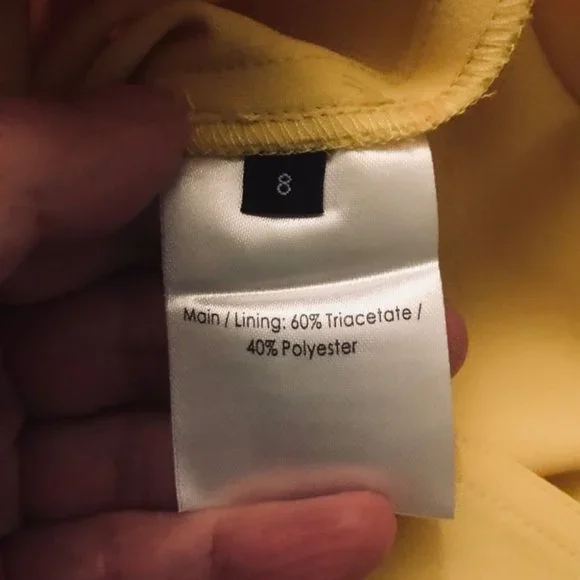 8
Main / Lining: 60% Triacetate /
40% Polyester